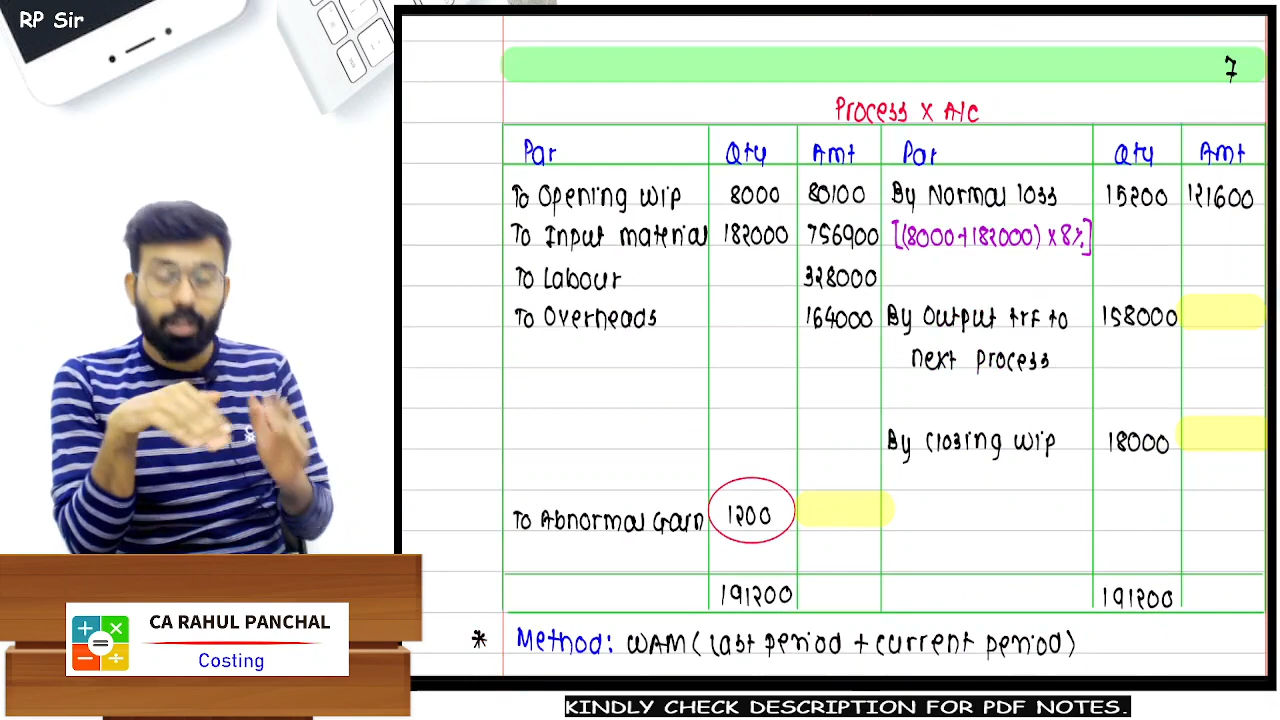 RP Sir
7
Process X A/c
Par Qty Amt Par Qty Amt
To Opening wip 8000 80100 By Normal loss 15200 121600
To Input material 182000 756900 [(8000+182000) x 8%]
To Labour 328000
To Overheads 164000 By Output trf to 158000
next process
By closing wip 18000
To Abnormal Gain 1200
191200 191200
* Method: WAM (last period + current period)
CA RAHUL PANCHAL
Costing
KINDLY CHECK DESCRIPTION FOR PDF NOTES.